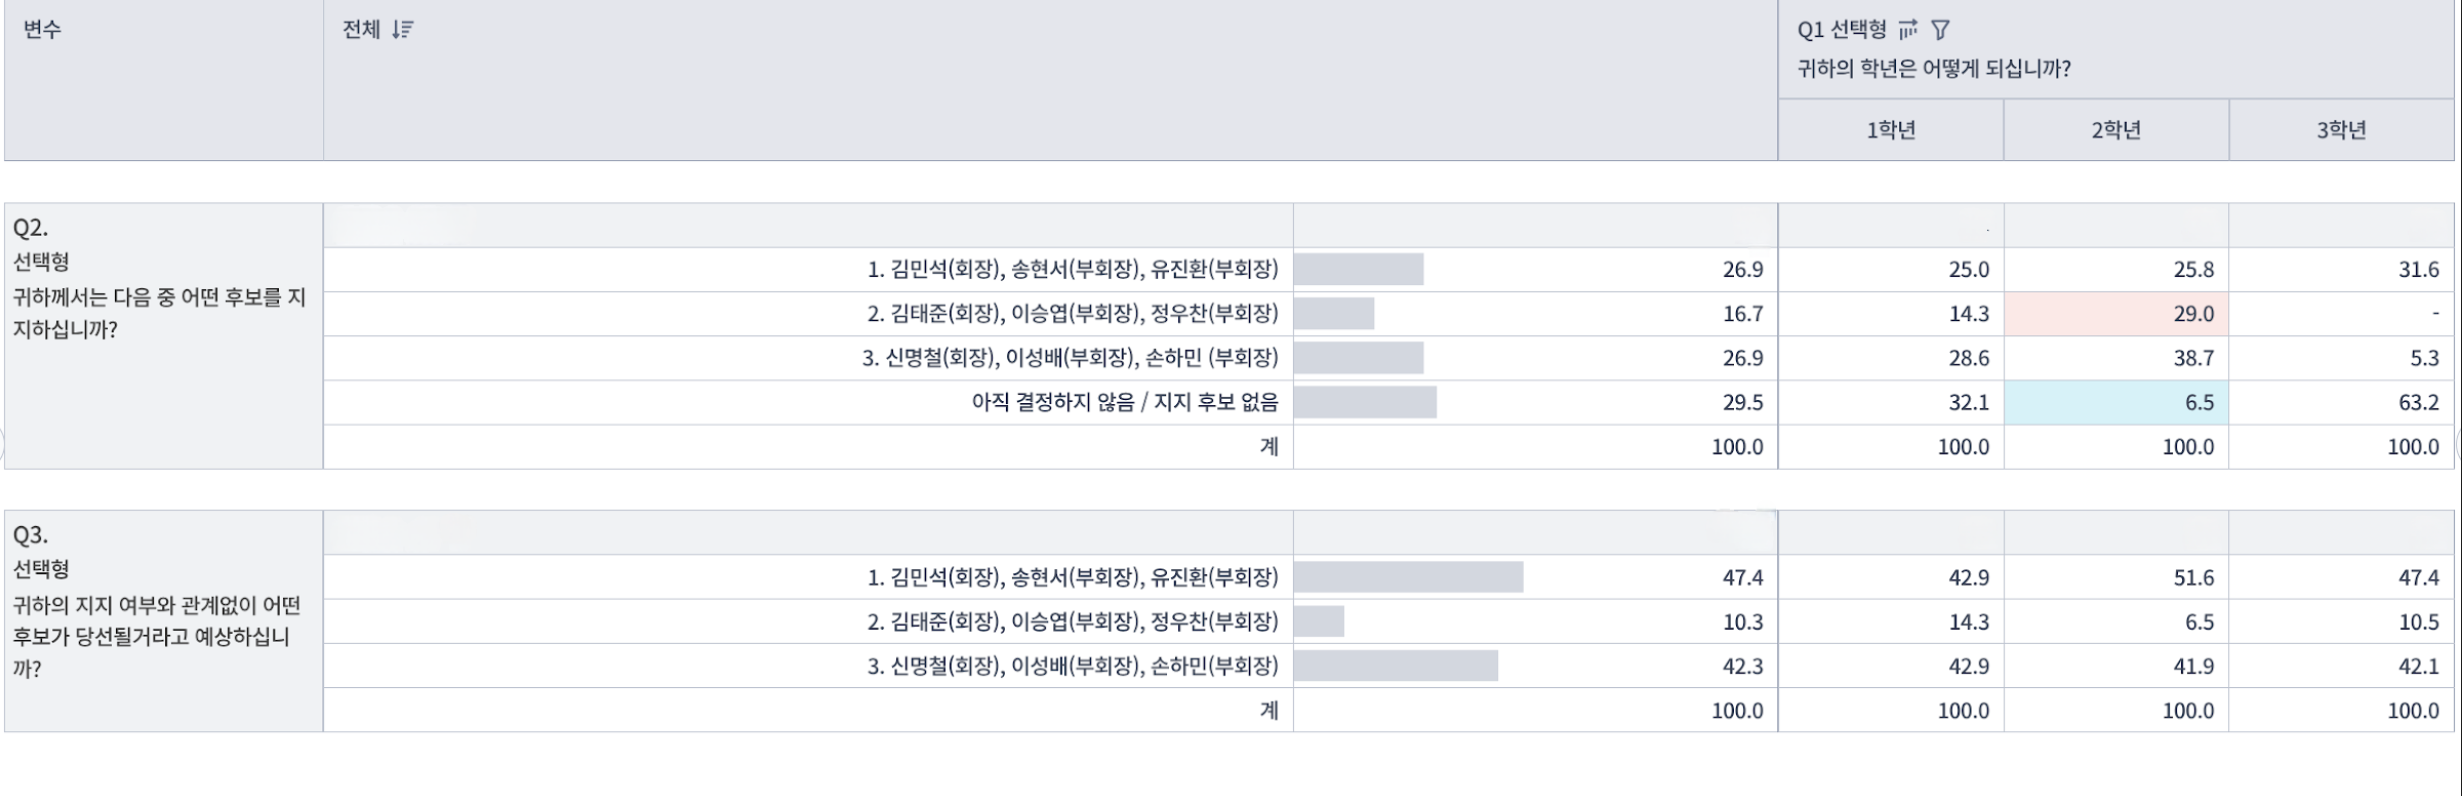 변수
전체
Q1 선택형
귀하의 학년은 어떻게 되십니까?
1학년 2학년 3학년
Q2.
선택형
귀하께서는 다음 중 어떤 후보를 지
지하십니까?
1. 김민석(회장), 송현서(부회장), 유진환(부회장) 26.9 25.0 25.8 31.6
2. 김태준(회장), 이승엽(부회장), 정우찬(부회장) 16.7 14.3 29.0 -
3. 신명철(회장), 이성배(부회장), 손하민 (부회장) 26.9 28.6 38.7 5.3
아직 결정하지 않음 / 지지 후보 없음 29.5 32.1 6.5 63.2
계 100.0 100.0 100.0 100.0
Q3.
선택형
귀하의 지지 여부와 관계없이 어떤
후보가 당선될거라고 예상하십니
까?
1. 김민석(회장), 송현서(부회장), 유진환(부회장) 47.4 42.9 51.6 47.4
2. 김태준(회장), 이승엽(부회장), 정우찬(부회장) 10.3 14.3 6.5 10.5
3. 신명철(회장), 이성배(부회장), 손하민(부회장) 42.3 42.9 41.9 42.1
계 100.0 100.0 100.0 100.0